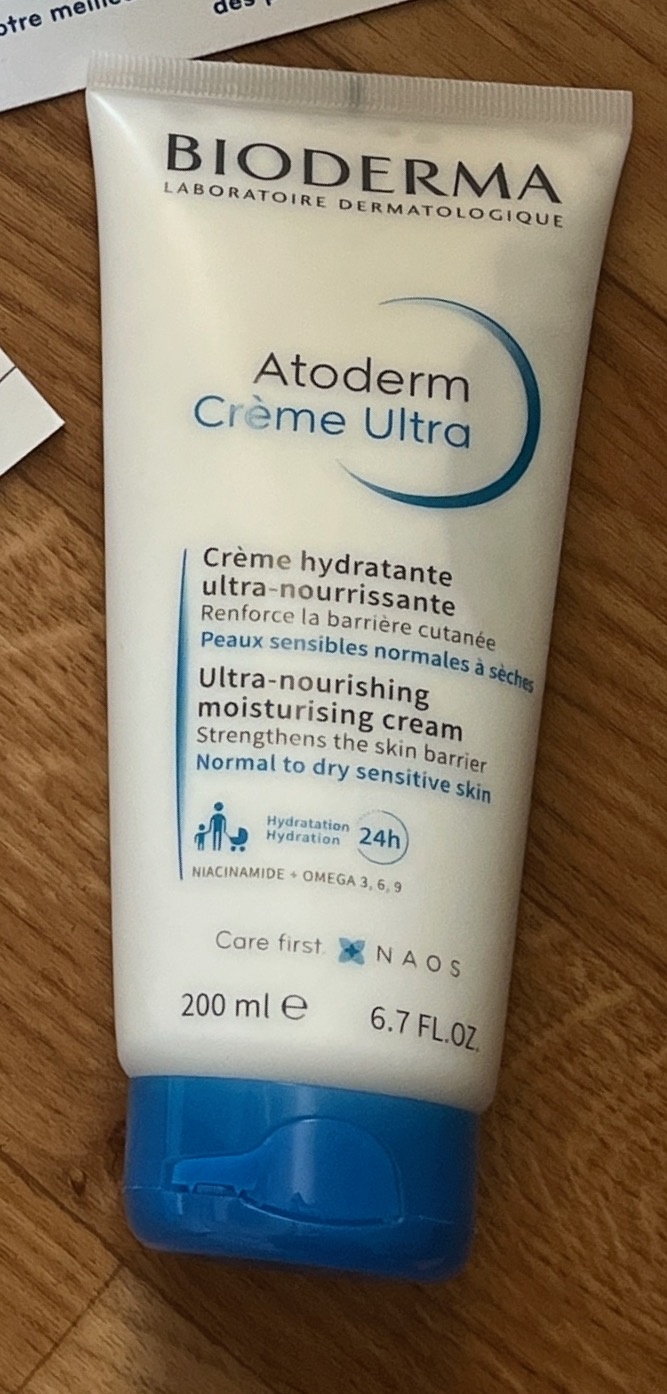 des
BIODERMA
LABORATOIRE DERMATOLOGIQUE
Atoderm
Crème Ultra
Crème hydratante
ultra-nourrissante
Renforce la barrière cutanée
Peaux sensibles normales à sèches
Ultra-nourishing
moisturising cream
Strengthens the skin barrier
Normal to dry sensitive skin
Hydratation
Hydration
24h
NIACINAMIDE + OMEGA 3, 6, 9
Care first. NAOS
200 ml ℮ 6.7 FL.OZ.